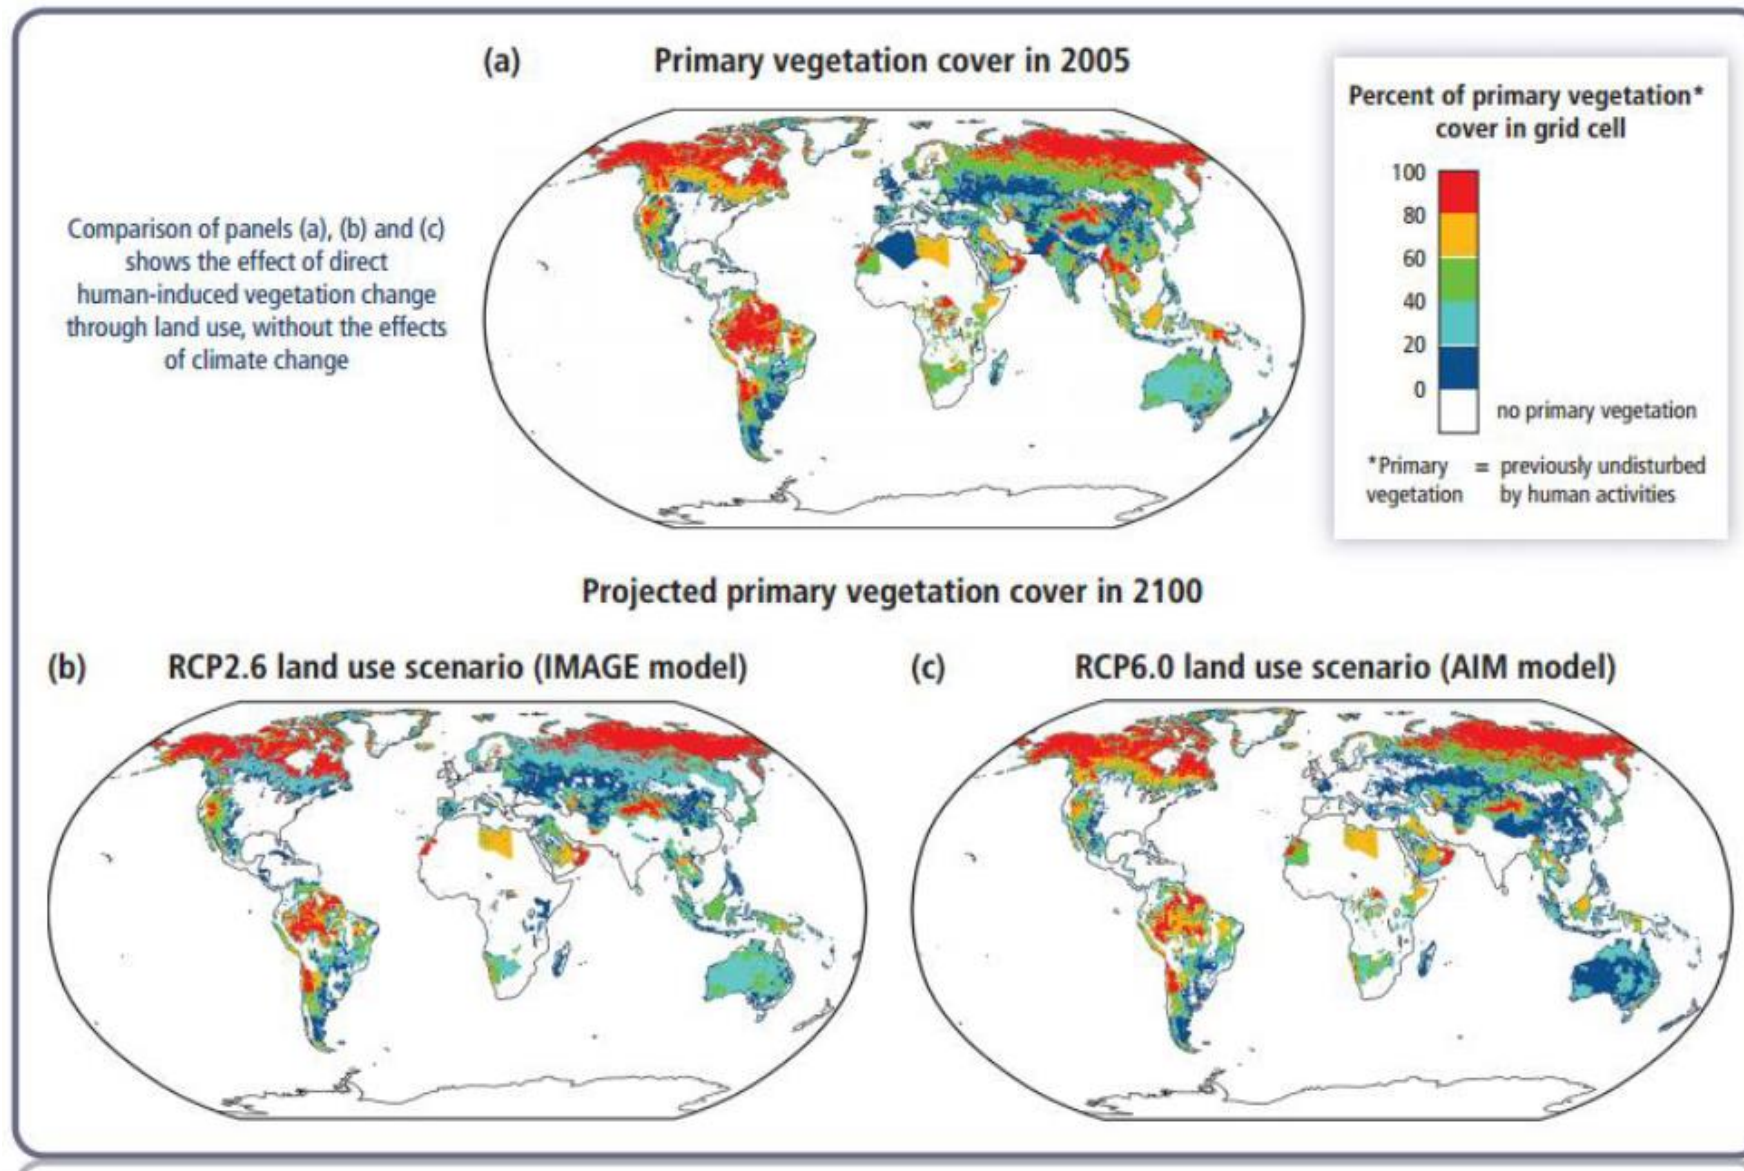 (a) Primary vegetation cover in 2005
Comparison of panels (a), (b) and (c)
shows the effect of direct
human-induced vegetation change
through land use, without the effects
of climate change
Percent of primary vegetation*
cover in grid cell
100
80
60
40
20
0
no primary vegetation
*Primary = previously undisturbed
vegetation by human activities
Projected primary vegetation cover in 2100
(b) RCP2.6 land use scenario (IMAGE model)
(c) RCP6.0 land use scenario (AIM model)